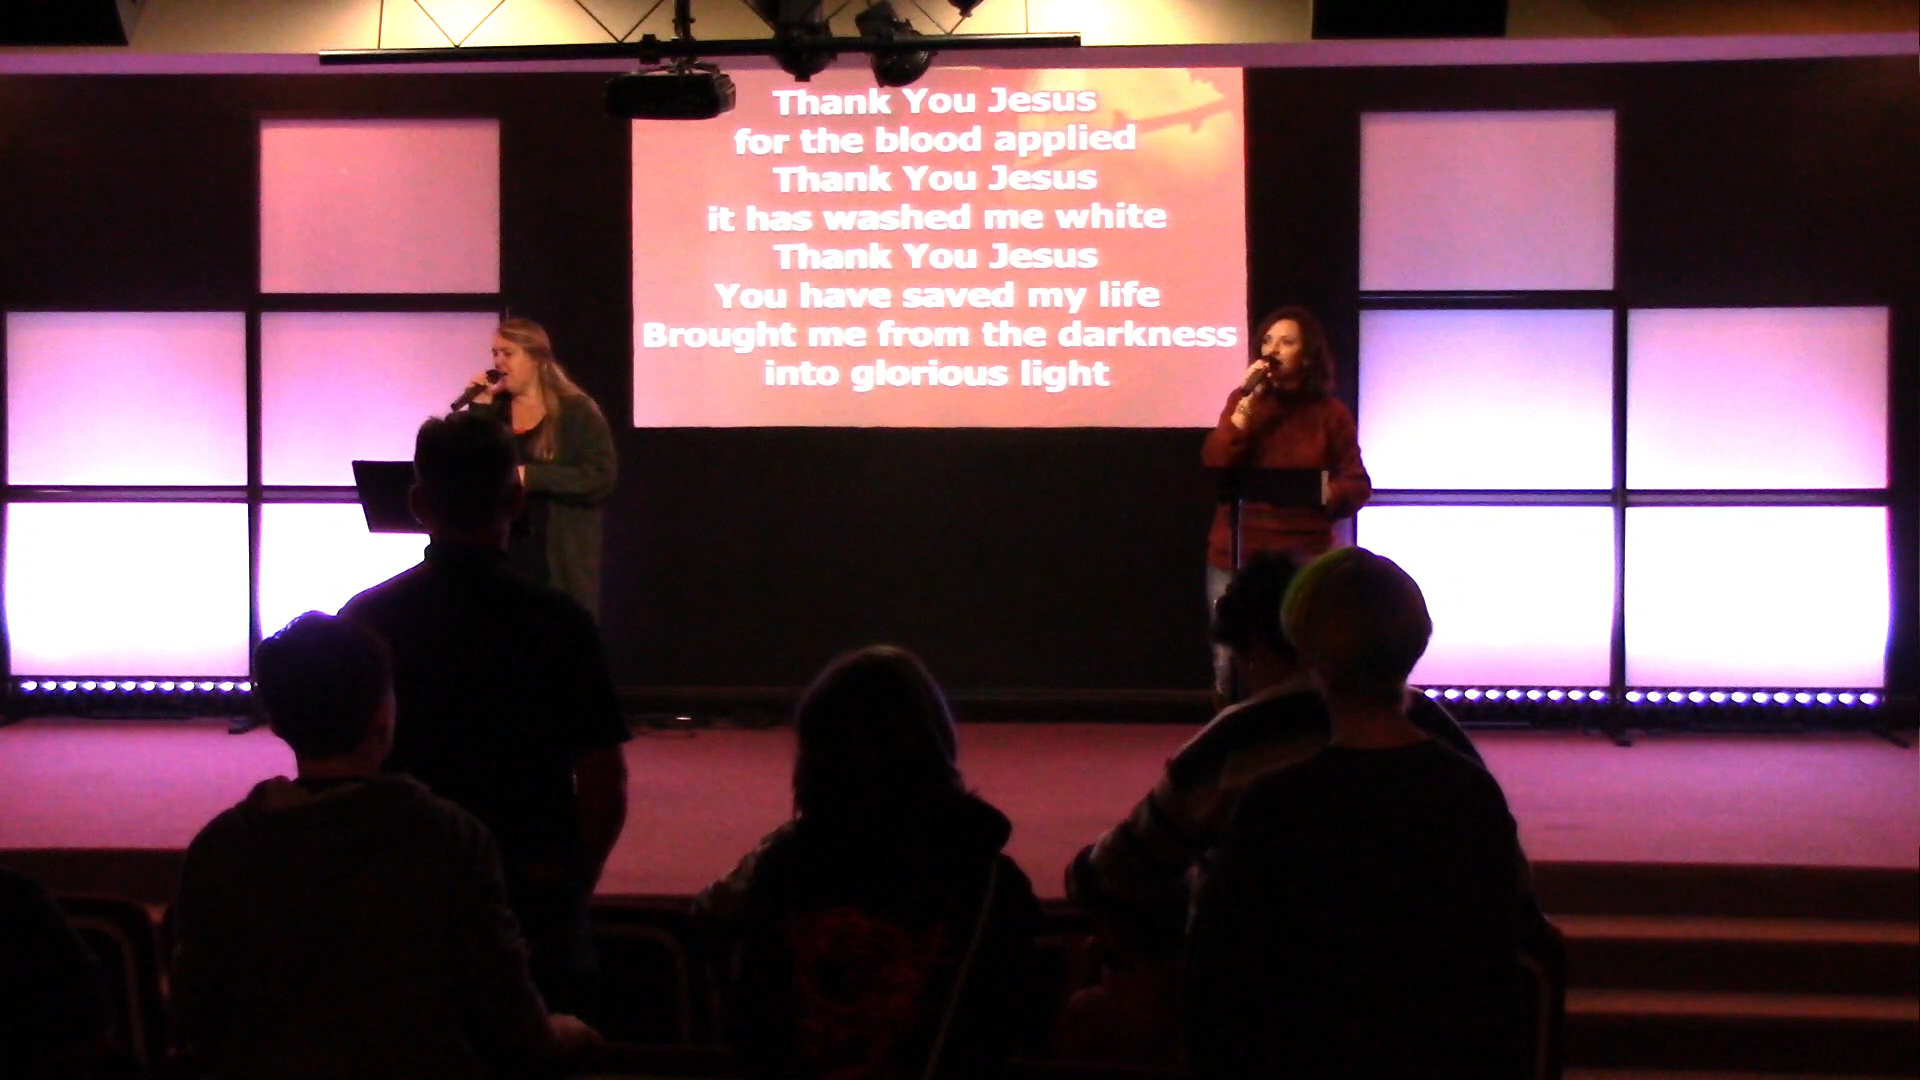 Thank You Jesus
for the blood applied
Thank You Jesus
it has washed me white
Thank You Jesus
You have saved my life
Brought me from the darkness
into glorious light